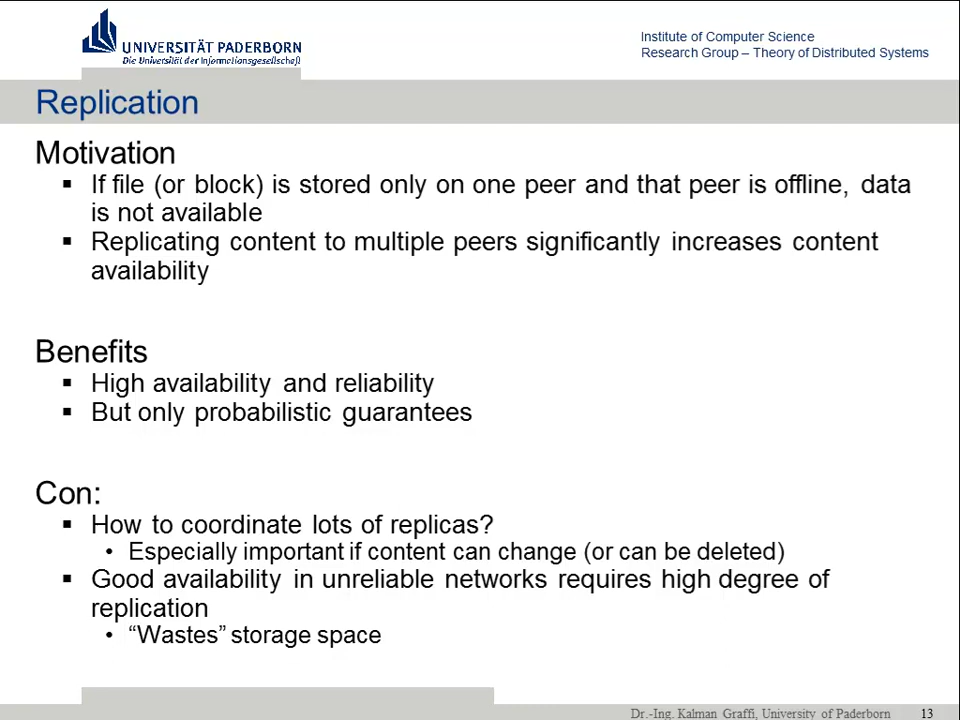 UNIVERSITÄT PADERBORN
Die Universität der Informationsgesellschaft
Institute of Computer Science
Research Group – Theory of Distributed Systems
Replication
Motivation
▪ If file (or block) is stored only on one peer and that peer is offline, data
is not available
▪ Replicating content to multiple peers significantly increases content
availability
Benefits
▪ High availability and reliability
▪ But only probabilistic guarantees
Con:
▪ How to coordinate lots of replicas?
• Especially important if content can change (or can be deleted)
▪ Good availability in unreliable networks requires high degree of
replication
• “Wastes” storage space
Dr.-Ing. Kalman Graffi, University of Paderborn 13